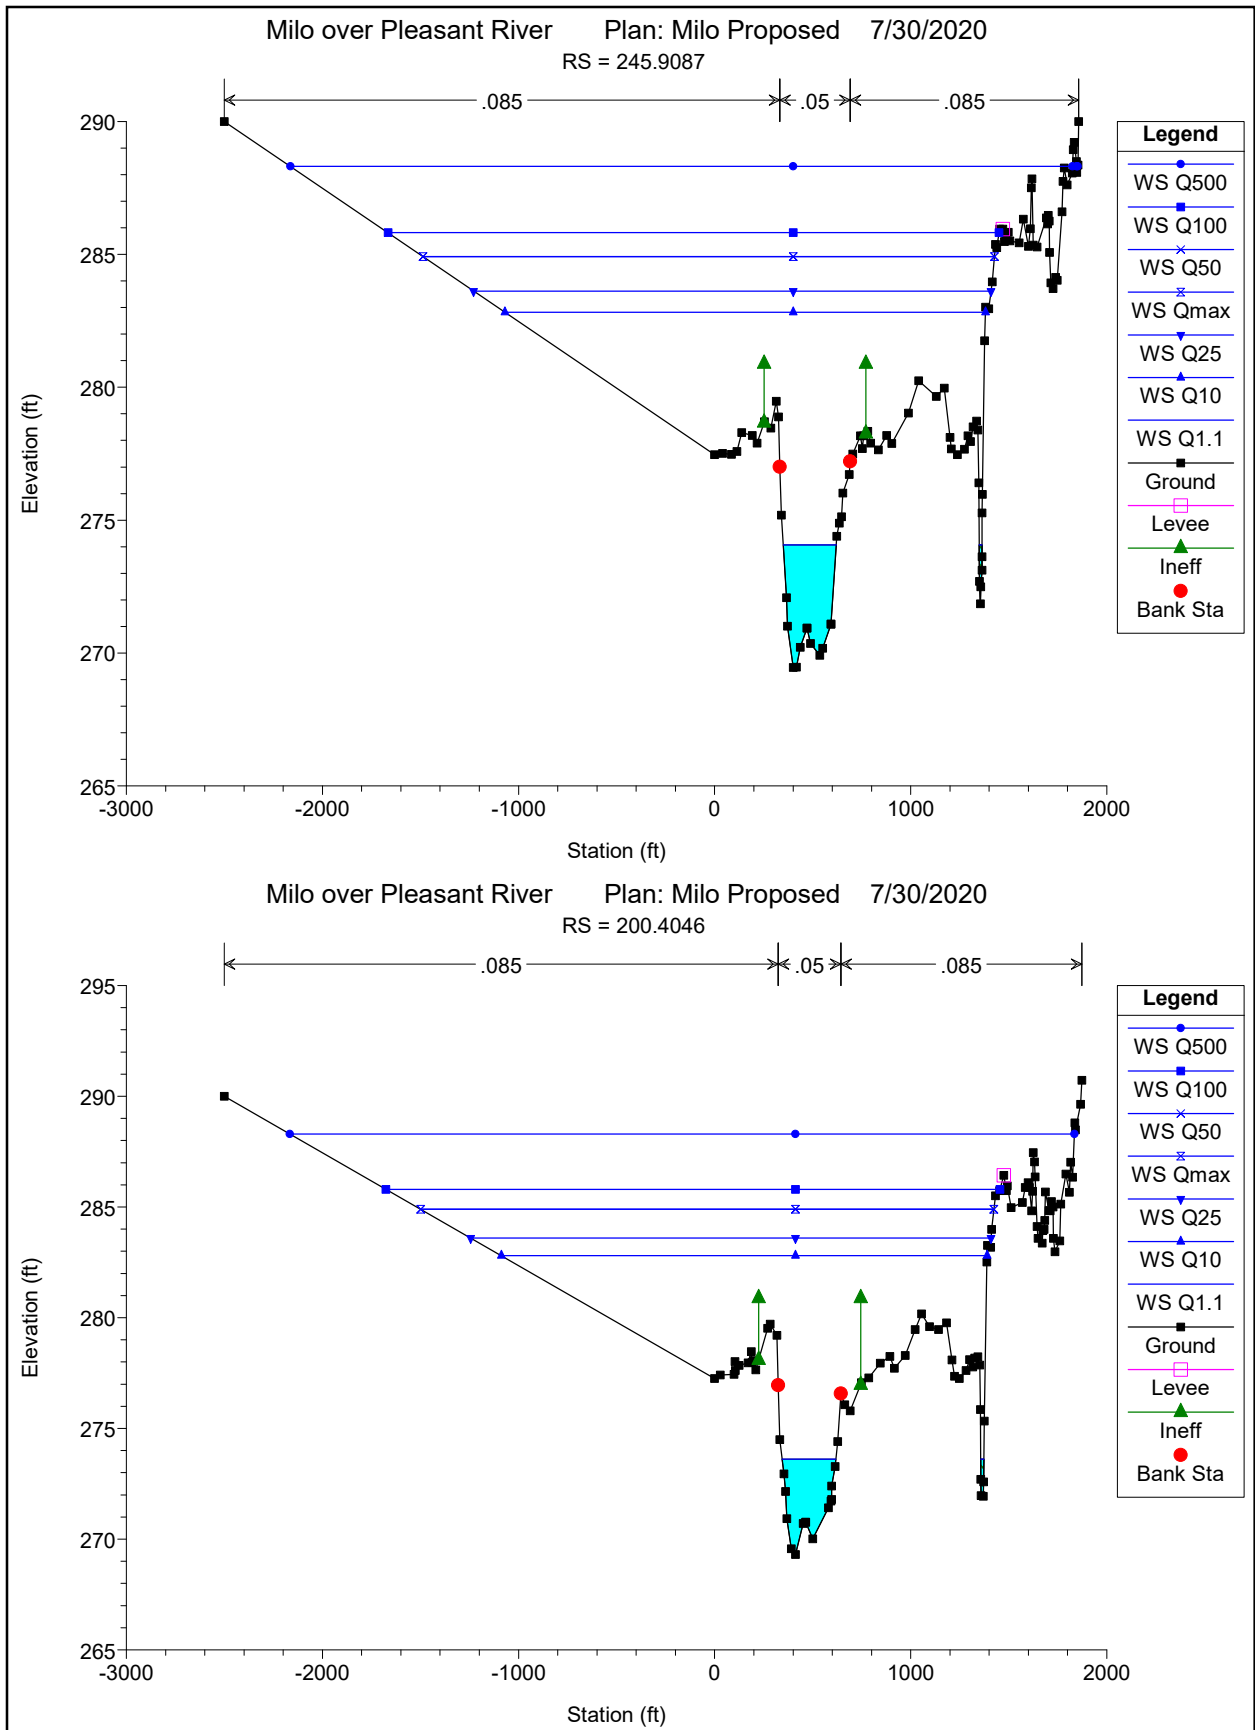 Milo over Pleasant River Plan: Milo Proposed 7/30/2020
RS = 245.9087
.085 .05 .085
290
285
280
275
270
265
Elevation (ft)
-3000 -2000 -1000 0 1000 2000
Station (ft)
Legend
WS Q500
WS Q100
WS Q50
WS Qmax
WS Q25
WS Q10
WS Q1.1
Ground
Levee
Ineff
Bank Sta
Milo over Pleasant River Plan: Milo Proposed 7/30/2020
RS = 200.4046
.085 .05 .085
295
290
285
280
275
270
265
Elevation (ft)
-3000 -2000 -1000 0 1000 2000
Station (ft)
Legend
WS Q500
WS Q100
WS Q50
WS Qmax
WS Q25
WS Q10
WS Q1.1
Ground
Levee
Ineff
Bank Sta